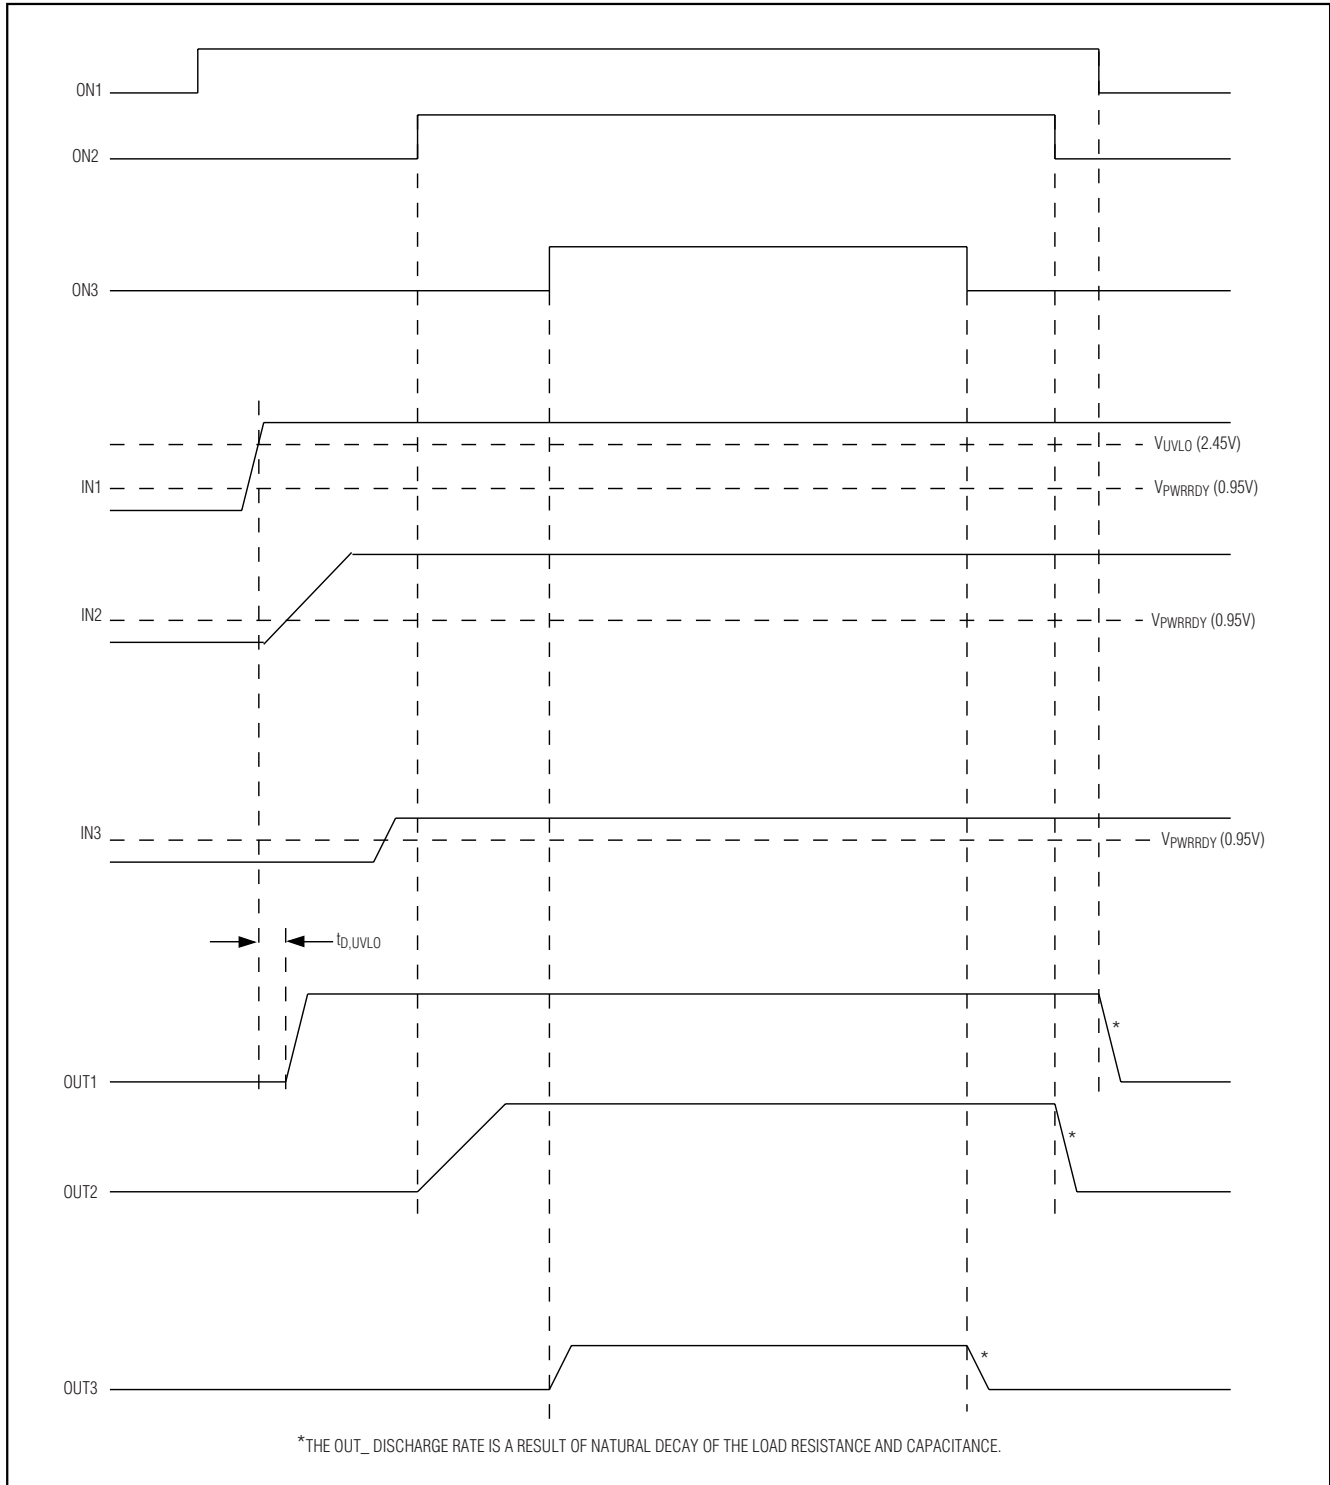 ON1
ON2
ON3
VUVLO (2.45V)
IN1
VPWRRDY (0.95V)
IN2
VPWRRDY (0.95V)
IN3
VPWRRDY (0.95V)
tD,UVLO
*
OUT1
*
OUT2
*
OUT3
*THE OUT_ DISCHARGE RATE IS A RESULT OF NATURAL DECAY OF THE LOAD RESISTANCE AND CAPACITANCE.